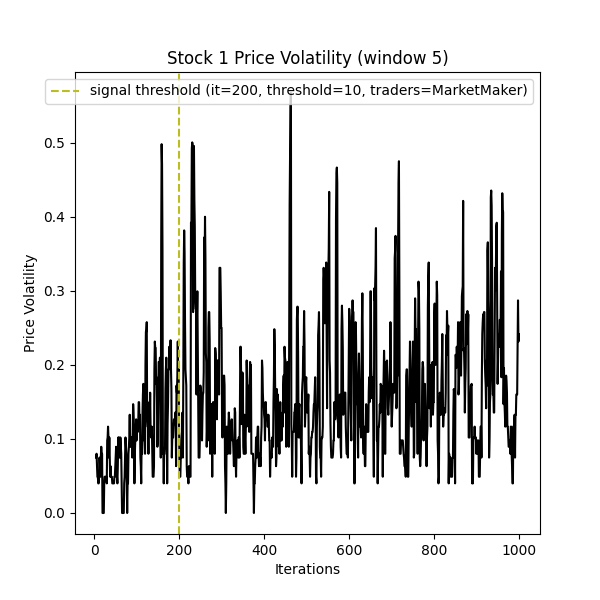 Stock 1 Price Volatility (window 5)
signal threshold (it=200, threshold=10, traders=MarketMaker)
Price Volatility
0.5
0.4
0.3
0.2
0.1
0.0
0 200 400 600 800 1000
Iterations